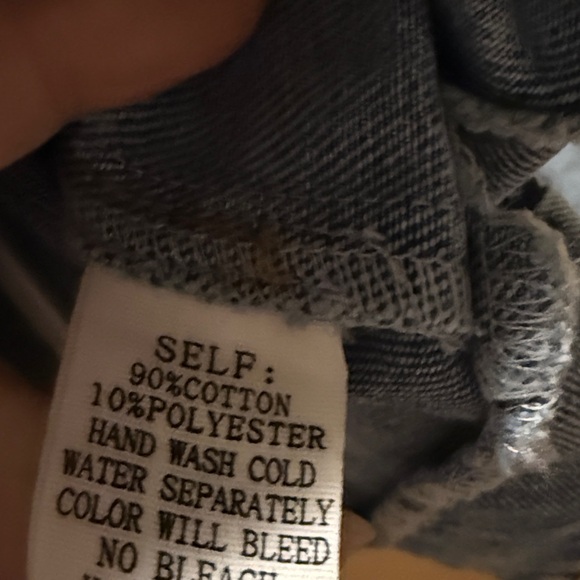 SELF:
90%COTTON
10%POLYESTER
HAND WASH COLD
WATER SEPARATELY
COLOR WILL BLEED
NO BLEACH